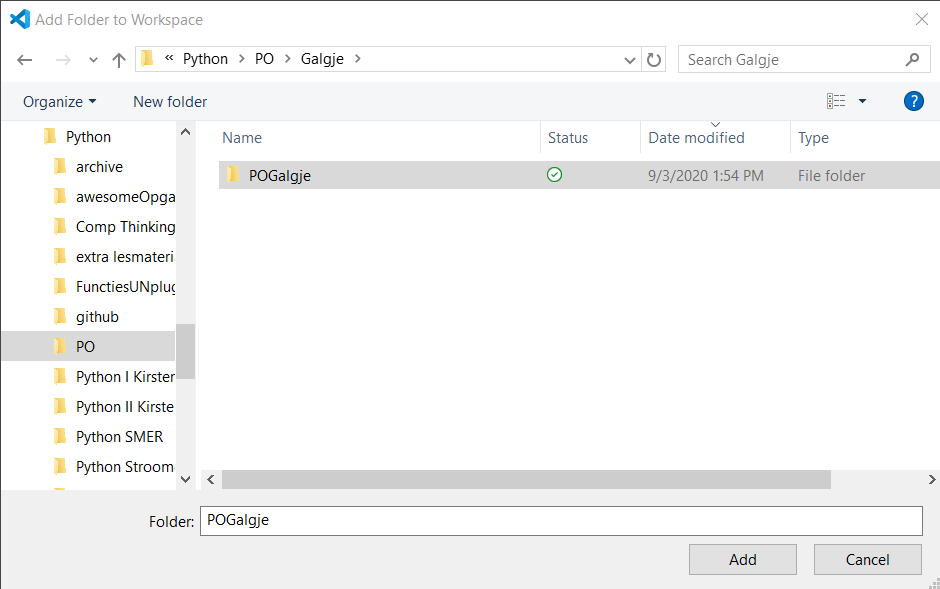 Add Folder to Workspace
« Python > PO > Galgje >
Search Galgje
Organize
New folder
?
Name
Status
Date modified
Type
Python
archive
awesomeOpga
Comp Thinking
extra lesmateri
FunctiesUNplug
github
PO
Python I Kirster
Python II Kirste
Python SMER
Python Stroom
POGalgje
9/3/2020 1:54 PM
File folder
Folder:
POGalgje
Add
Cancel